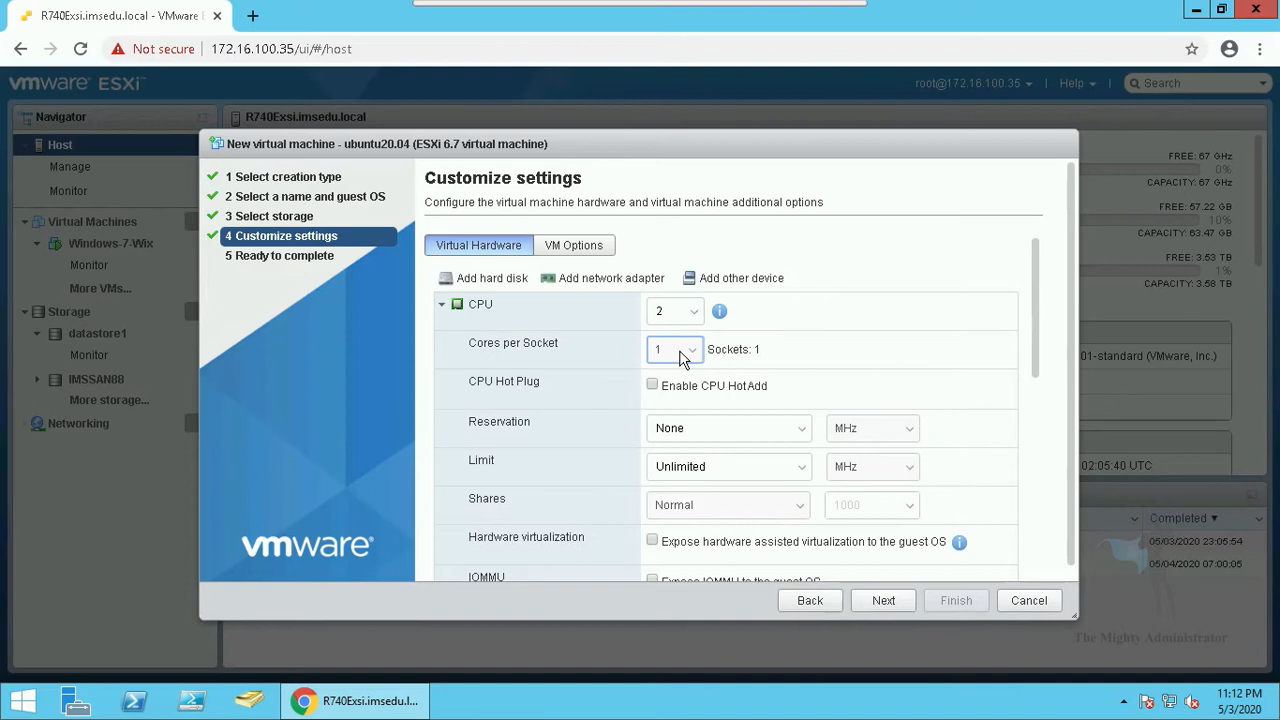 R740Exsi.imsedu.local - VMware E
Not secure
172.16.100.35/ui/#/host
vmware ESXi
root@172.16.100.35
Help
Search
Navigator
R740Exsi.imsedu.local
Host
Manage
Monitor
Virtual Machines
Windows-7-Wix
Monitor
More VMs...
Storage
datastore1
Monitor
IMSSAN88
More storage...
Networking
New virtual machine - ubuntu20.04 (ESXi 6.7 virtual machine)
1 Select creation type
2 Select a name and guest OS
3 Select storage
4 Customize settings
5 Ready to complete
vmware
Customize settings
Configure the virtual machine hardware and virtual machine additional options
Virtual Hardware
VM Options
Add hard disk
Add network adapter
Add other device
CPU
2
Cores per Socket
1
Sockets: 1
CPU Hot Plug
Enable CPU HotAdd
Reservation
None
MHz
Limit
Unlimited
MHz
Shares
Normal
1000
Hardware virtualization
Expose hardware assisted virtualization to the guest OS
IOMMU
Expose IOMMU to the guest OS
Back
Next
Finish
Cancel
FREE: 67 GHz
0%
CAPACITY: 67 GHz
FREE: 57.22 GB
10%
CAPACITY: 63.47 GB
FREE: 3.53 TB
1%
CAPACITY: 3.58 TB
01-standard (VMware, Inc.)
02:05:40 UTC
Completed
05/03/2020 23:05:54
05/04/2020 07:00:05
The Mighty Administrator
R740Exsi.imsedu.l...
11:12 PM
5/3/2020